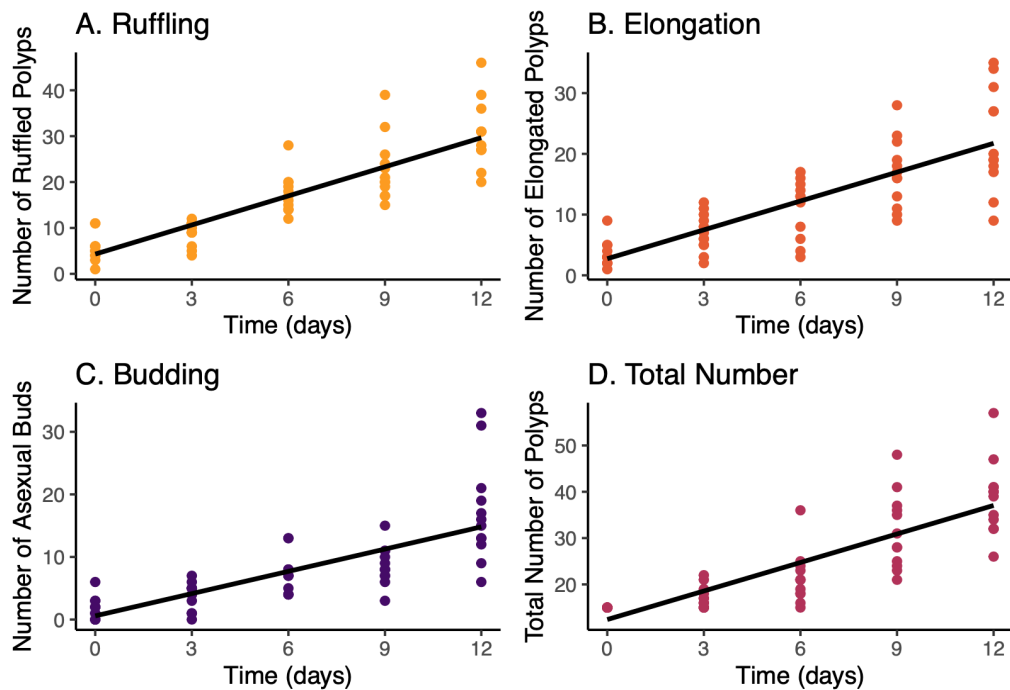 A. Ruffling
Number of Ruffled Polyps
40
30
20
10
0
0 3 6 9 12
Time (days)
B. Elongation
Number of Elongated Polyps
30
20
10
0
0 3 6 9 12
Time (days)
C. Budding
Number of Asexual Buds
30
20
10
0
0 3 6 9 12
Time (days)
D. Total Number
Total Number of Polyps
50
40
30
20
0 3 6 9 12
Time (days)